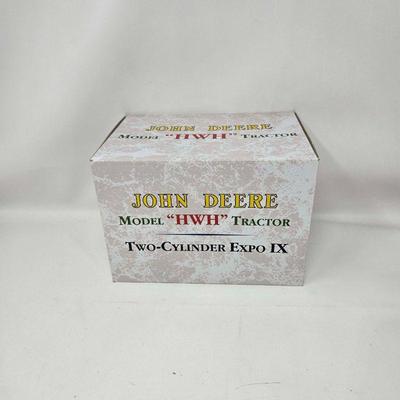 JOHN DEERE
MODEL "HWH" TRACTOR
JOHN DEERE
MODEL "HWH" TRACTOR
TWO-CYLINDER EXPO IX